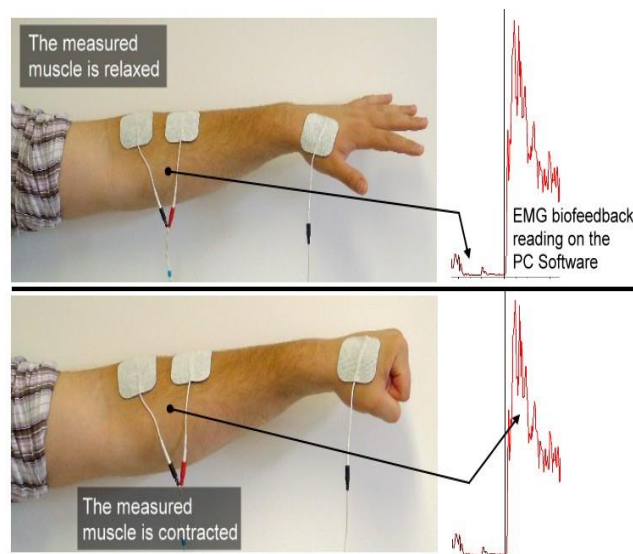 The measured
muscle is relaxed
EMG biofeedback
reading on the
PC Software
The measured
muscle is contracted